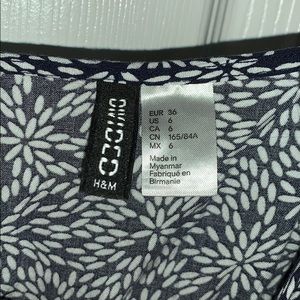 DIVIDED
H&M
EUR 36
US 6
CA 6
CN 165/84A
MX 6
Made in
Myanmar
Fabriqué en
Birmanie